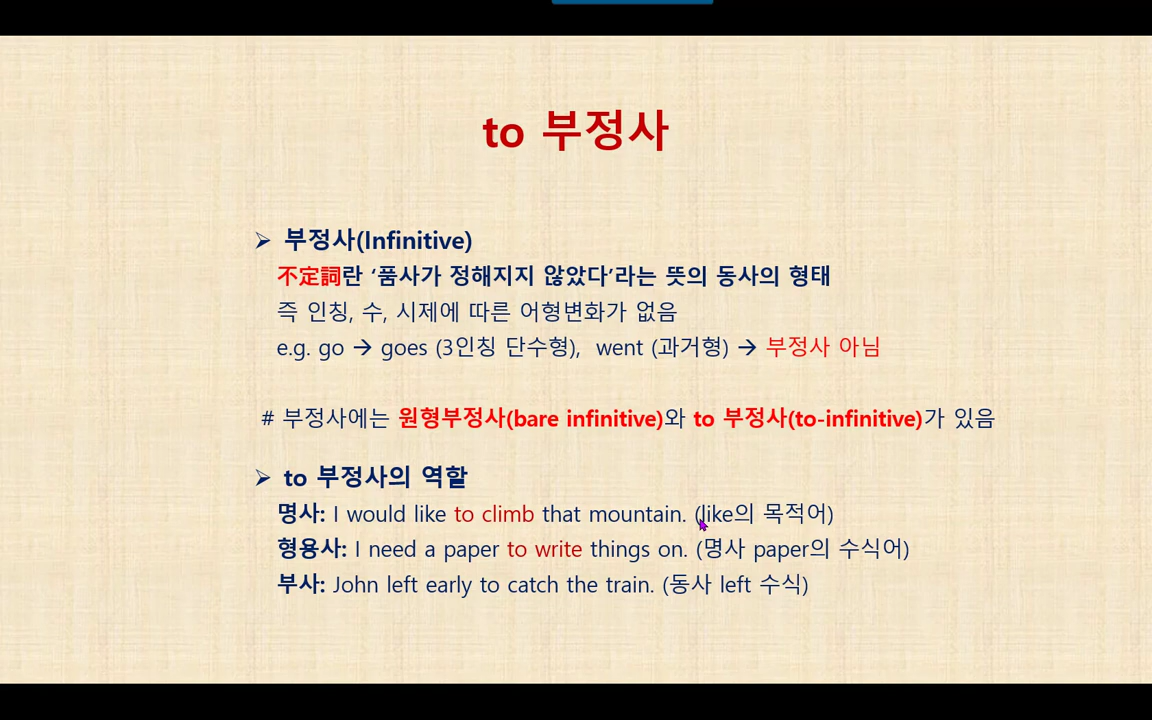 to 부정사
➢ 부정사(Infinitive)
不定詞란 ‘품사가 정해지지 않았다’라는 뜻의 동사의 형태
즉 인칭, 수, 시제에 따른 어형변화가 없음
e.g. go → goes (3인칭 단수형), went (과거형) → 부정사 아님
# 부정사에는 원형부정사(bare infinitive)와 to 부정사(to-infinitive)가 있음
➢ to 부정사의 역할
명사: I would like to climb that mountain. (like의 목적어)
형용사: I need a paper to write things on. (명사 paper의 수식어)
부사: John left early to catch the train. (동사 left 수식)